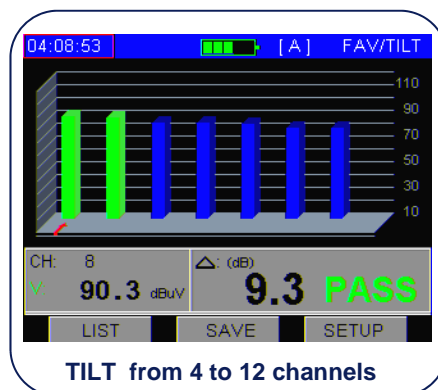 04:08:53 [ A ] FAV/TILT
110
90
70
50
30
10
CH: 8
V 90.3 dBuV
△: (dB)
9.3 PASS
LIST SAVE SETUP
TILT from 4 to 12 channels